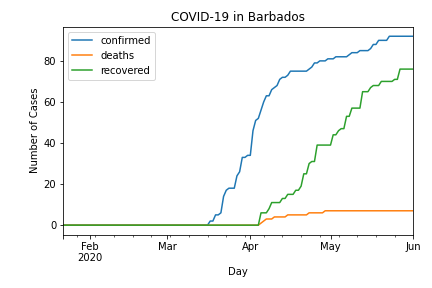 COVID-19 in Barbados
confirmed
deaths
recovered
Number of Cases
80
60
40
20
0
Feb
2020
Mar
Apr
May
Jun
Day